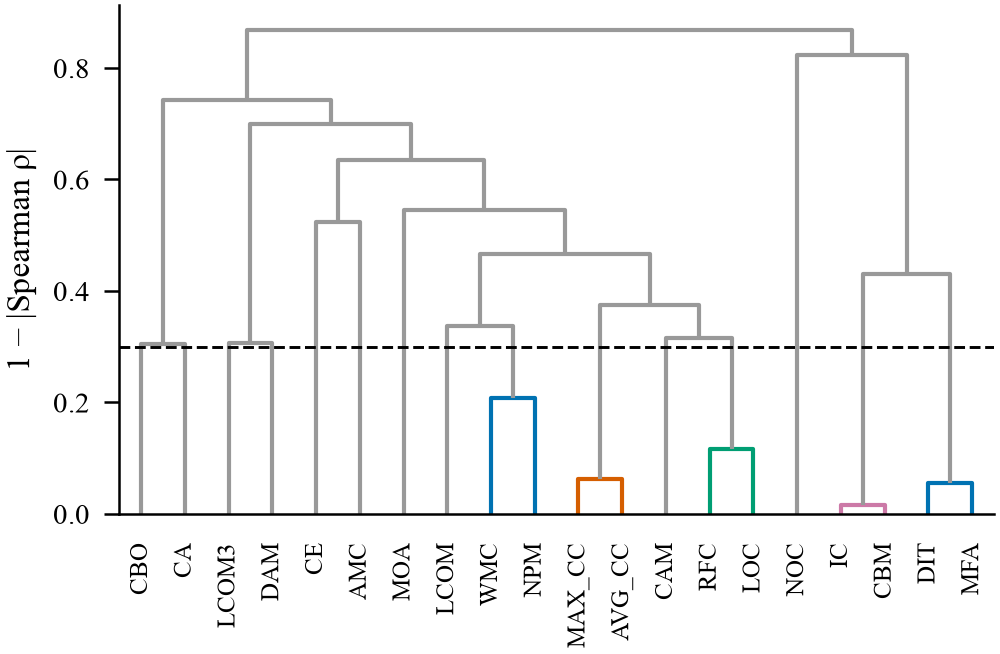 1 − |Spearman ρ|
0.8
0.6
0.4
0.2
0.0
CBO
CA
LCOM3
DAM
CE
AMC
MOA
LCOM
WMC
NPM
MAX_CC
AVG_CC
CAM
RFC
LOC
NOC
IC
CBM
DIT
MFA